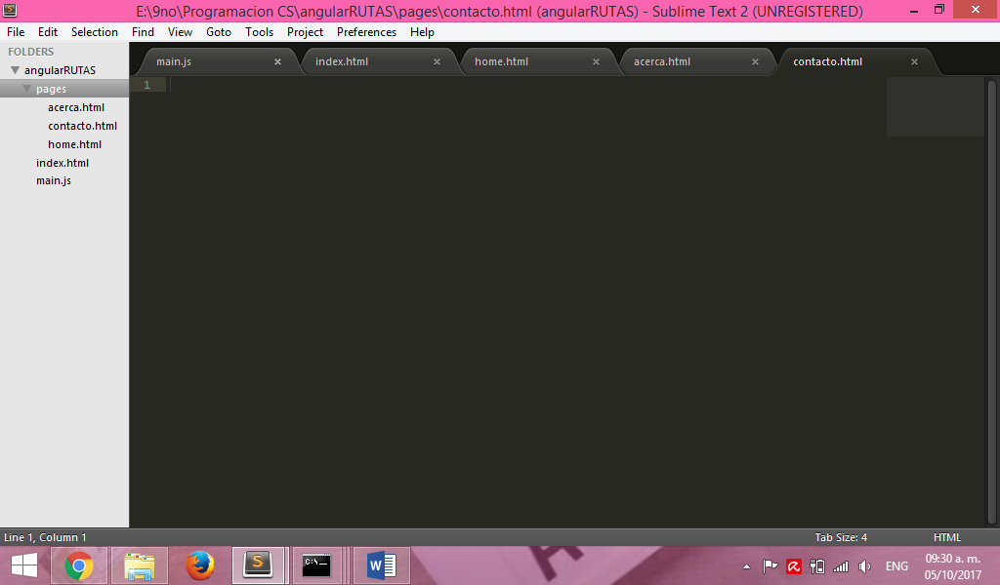 E:\9no\Programacion CS\angularRUTAS\pages\contacto.html (angularRUTAS) - Sublime Text 2 (UNREGISTERED)
File Edit Selection Find View Goto Tools Project Preferences Help
FOLDERS
angularRUTAS
pages
acerca.html
contacto.html
home.html
index.html
main.js
main.js index.html home.html acerca.html contacto.html
1
Line 1, Column 1 Tab Size: 4 HTML
C:\. W ENG 09:30 a. m.
05/10/2017